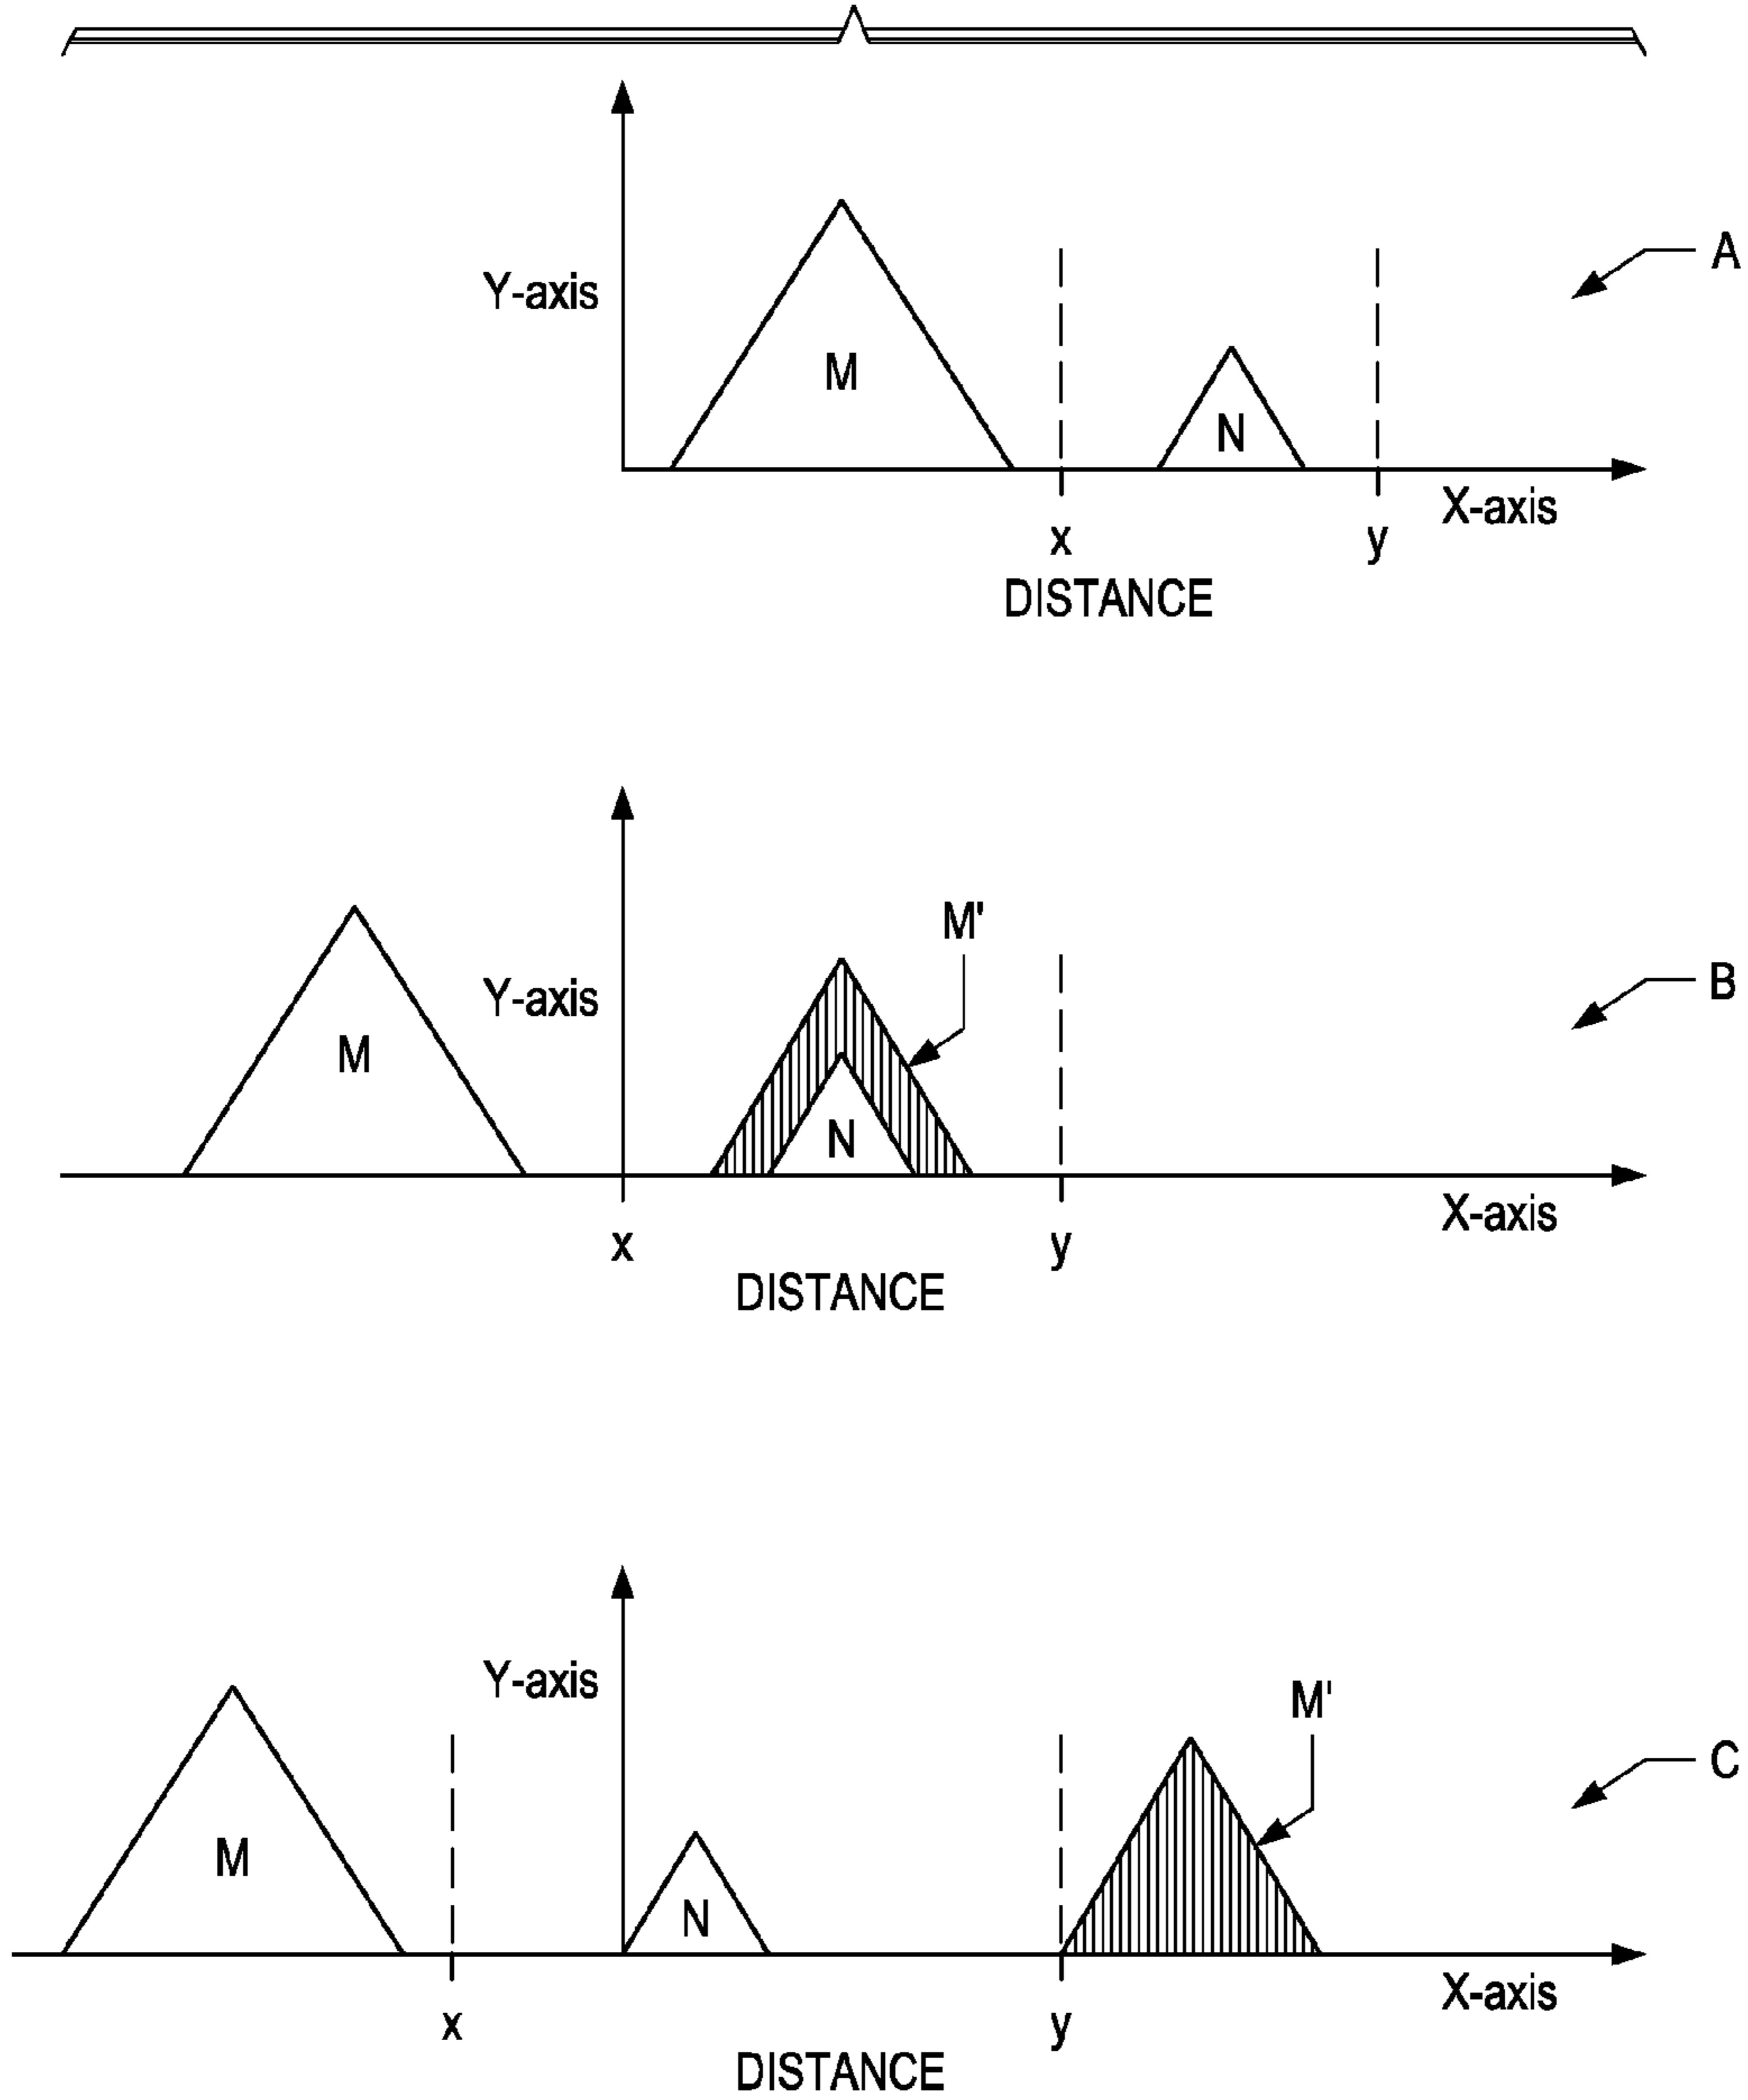 A
Y-axis
M
N
X-axis
x y
DISTANCE
M'
B
Y-axis
M
N
X-axis
x y
DISTANCE
Y-axis
M'
C
M
N
X-axis
x y
DISTANCE